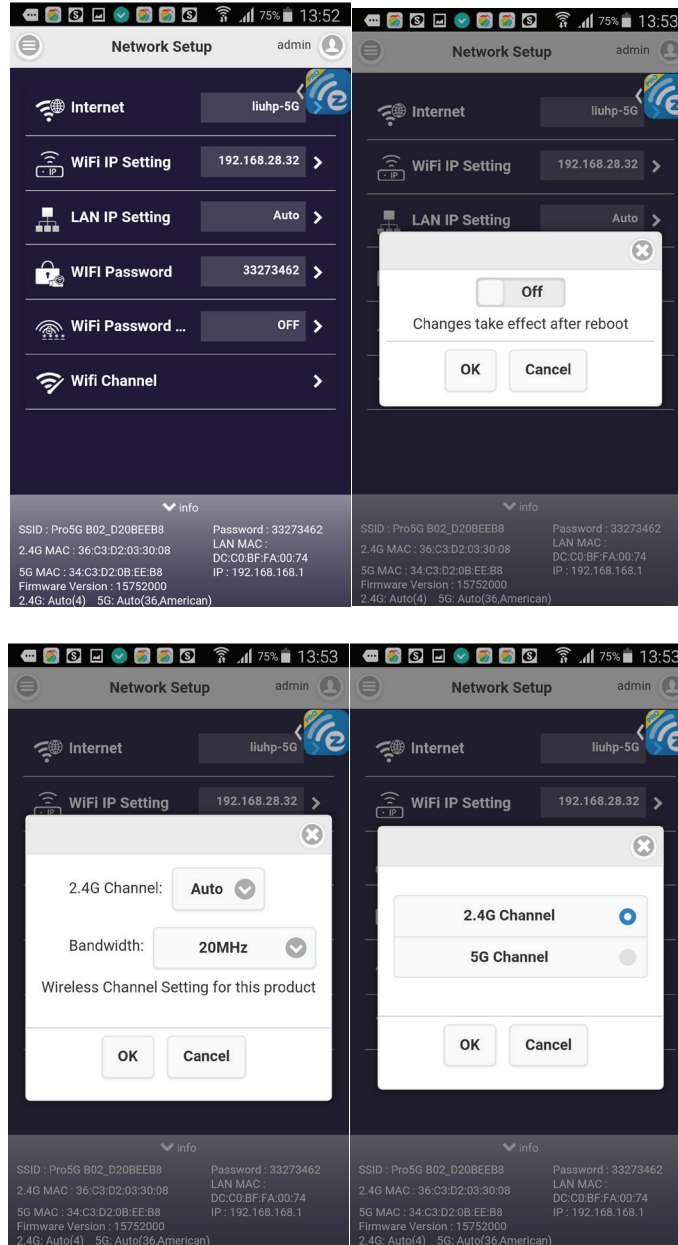 75% 13:52
Network Setup admin
Internet liuhp-5G
WiFi IP Setting 192.168.28.32
LAN IP Setting Auto
WIFI Password 33273462
WiFi Password ... OFF
Wifi Channel
info
SSID : Pro5G B02_D20BEEB8 Password : 33273462
2.4G MAC : 36:C3:D2:03:30:08 LAN MAC :
DC:C0:BF:FA:00:74
5G MAC : 34:C3:D2:0B:EE:B8 IP : 192.168.168.1
Firmware Version : 15752000
2.4G: Auto(4) 5G: Auto(36,American)
75% 13:53
Network Setup admin
Internet liuhp-5G
WiFi IP Setting 192.168.28.32
LAN IP Setting Auto
Off
Changes take effect after reboot
OK Cancel
info
SSID : Pro5G B02_D20BEEB8 Password : 33273462
2.4G MAC : 36:C3:D2:03:30:08 LAN MAC :
DC:C0:BF:FA:00:74
5G MAC : 34:C3:D2:0B:EE:B8 IP : 192.168.168.1
Firmware Version : 15752000
2.4G: Auto(4) 5G: Auto(36,American)
75% 13:53
Network Setup admin
Internet liuhp-5G
WiFi IP Setting 192.168.28.32
2.4G Channel: Auto
Bandwidth: 20MHz
Wireless Channel Setting for this product
OK Cancel
info
SSID : Pro5G B02_D20BEEB8 Password : 33273462
2.4G MAC : 36:C3:D2:03:30:08 LAN MAC :
DC:C0:BF:FA:00:74
5G MAC : 34:C3:D2:0B:EE:B8 IP : 192.168.168.1
Firmware Version : 15752000
2.4G: Auto(4) 5G: Auto(36,American)
75% 13:53
Network Setup admin
Internet liuhp-5G
WiFi IP Setting 192.168.28.32
2.4G Channel
5G Channel
OK Cancel
info
SSID : Pro5G B02_D20BEEB8 Password : 33273462
2.4G MAC : 36:C3:D2:03:30:08 LAN MAC :
DC:C0:BF:FA:00:74
5G MAC : 34:C3:D2:0B:EE:B8 IP : 192.168.168.1
Firmware Version : 15752000
2.4G: Auto(4) 5G: Auto(36,American)